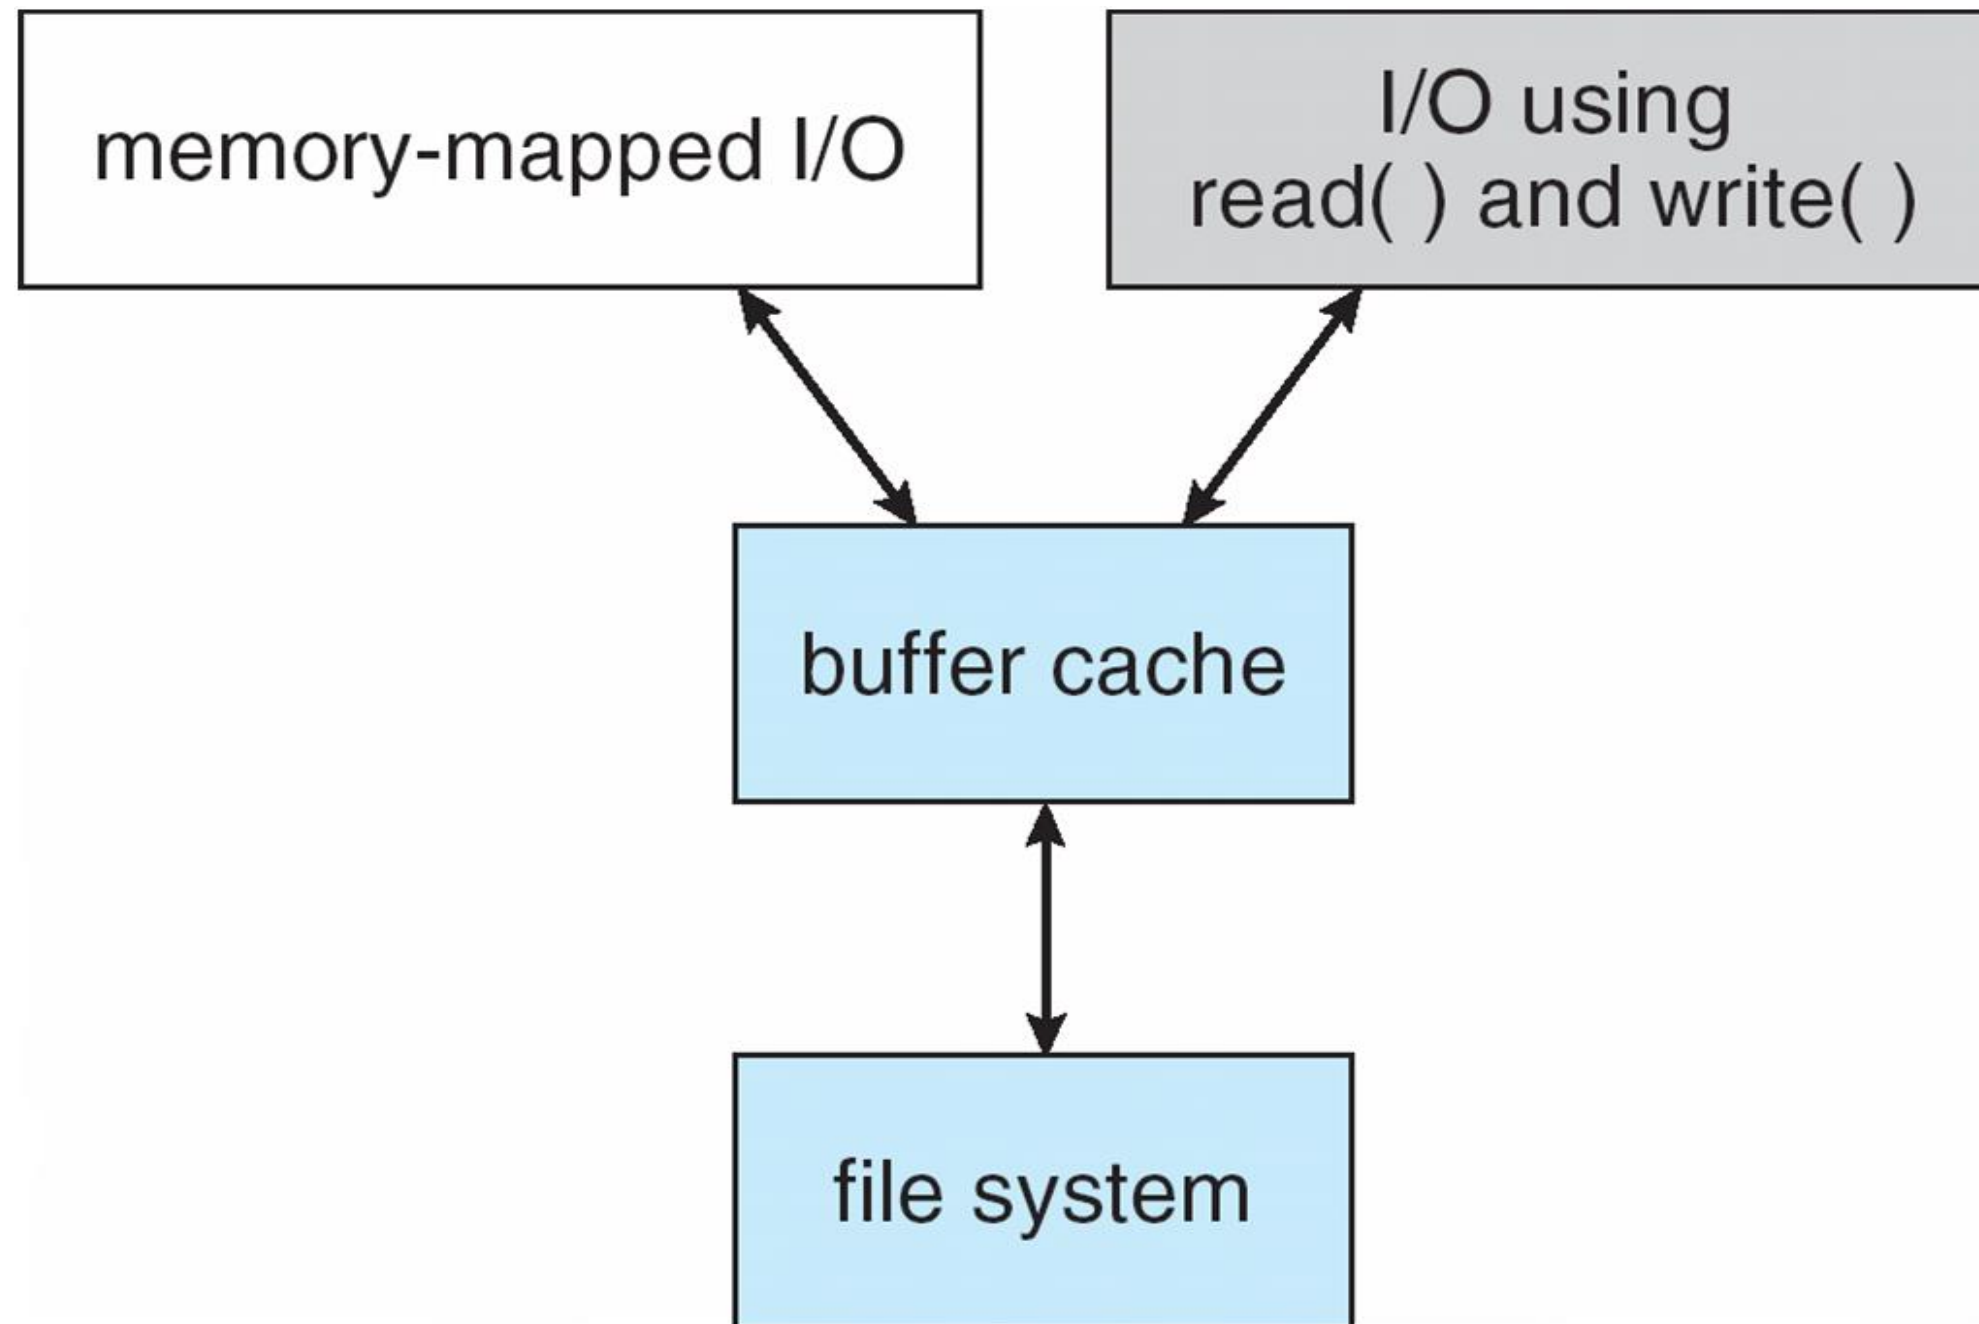 memory-mapped I/O
I/O using
read( ) and write( )
buffer cache
file system